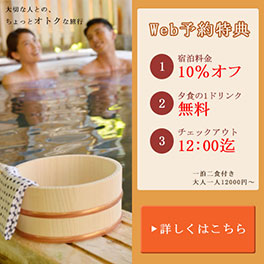 大切な人との、
ちょっとオトクな旅行
Web予約特典
1
宿泊料金
10%オフ
2
夕食の1ドリンク
無料
3
チェックアウト
12:00迄
一泊二食付き
大人一人12000円～
▶詳しくはこちら